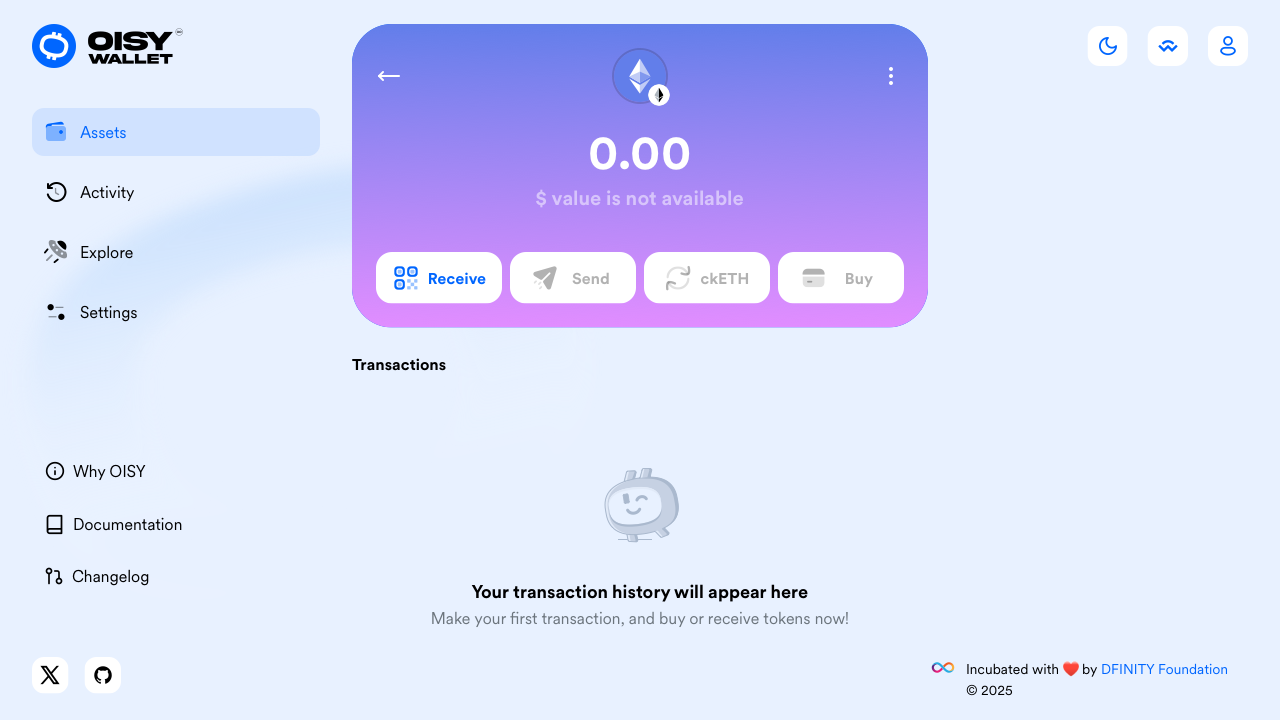 OISY
WALLET
Assets
Activity
Explore
Settings
Why OISY
Documentation
Changelog
0.00
$ value is not available
Receive
Send
ckETH
Buy
Transactions
Your transaction history will appear here
Make your first transaction, and buy or receive tokens now!
Incubated with ❤️ by DFINITY Foundation
© 2025